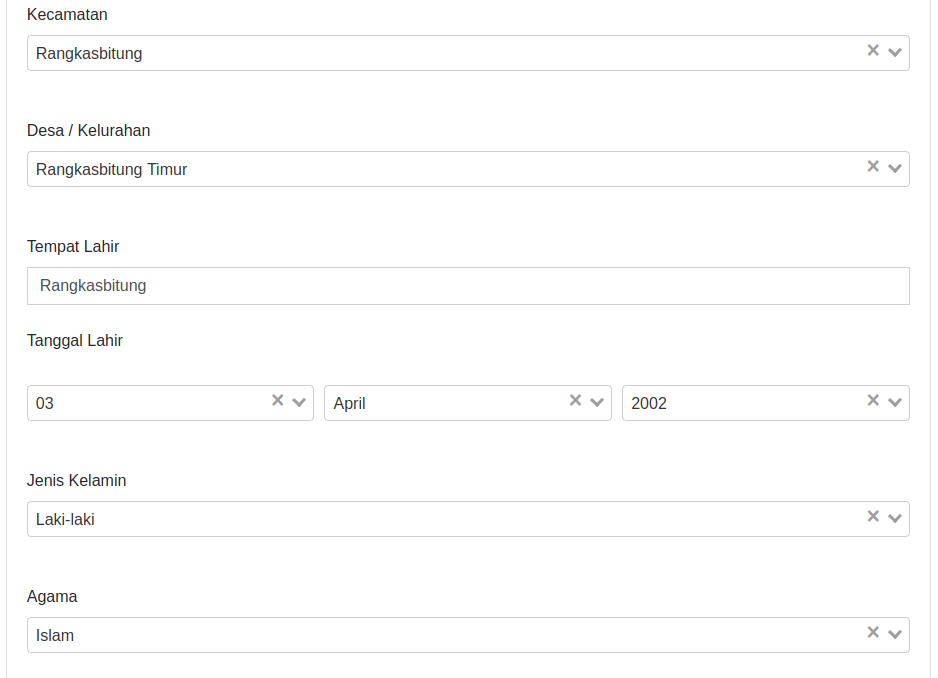 Kecamatan
Rangkasbitung
Desa / Kelurahan
Rangkasbitung Timur
Tempat Lahir
Rangkasbitung
Tanggal Lahir
03 April 2002
Jenis Kelamin
Laki-laki
Agama
Islam